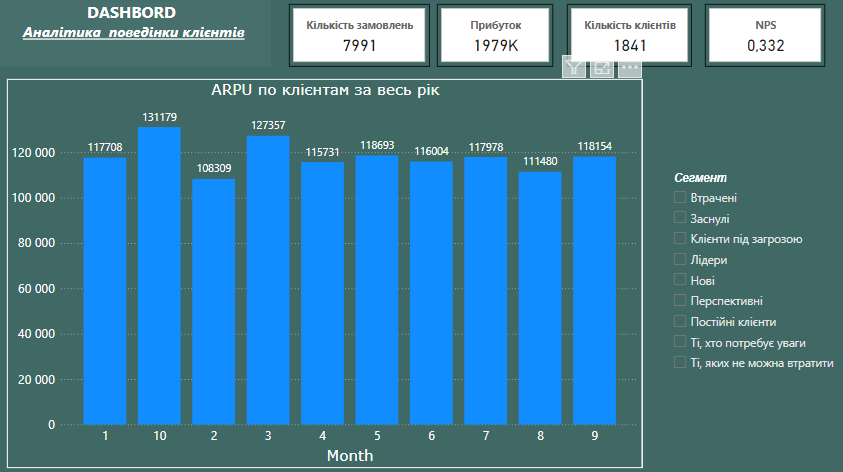 DASHBORD
Аналітика поведінки клієнтів
Кількість замовлень
7991
Прибуток
1979K
Кількість клієнтів
1841
NPS
0,332
ARPU по клієнтам за весь рік
120 000
100 000
80 000
60 000
40 000
20 000
0
117708
131179
108309
127357
115731
118693
116004
117978
111480
118154
1
10
2
3
4
5
6
7
8
9
Month
Сегмент
Втрачені
Заснулі
Клієнти під загрозою
Лідери
Нові
Перспективні
Постійні клієнти
Ті, хто потребує уваги
Ті, яких не можна втратити